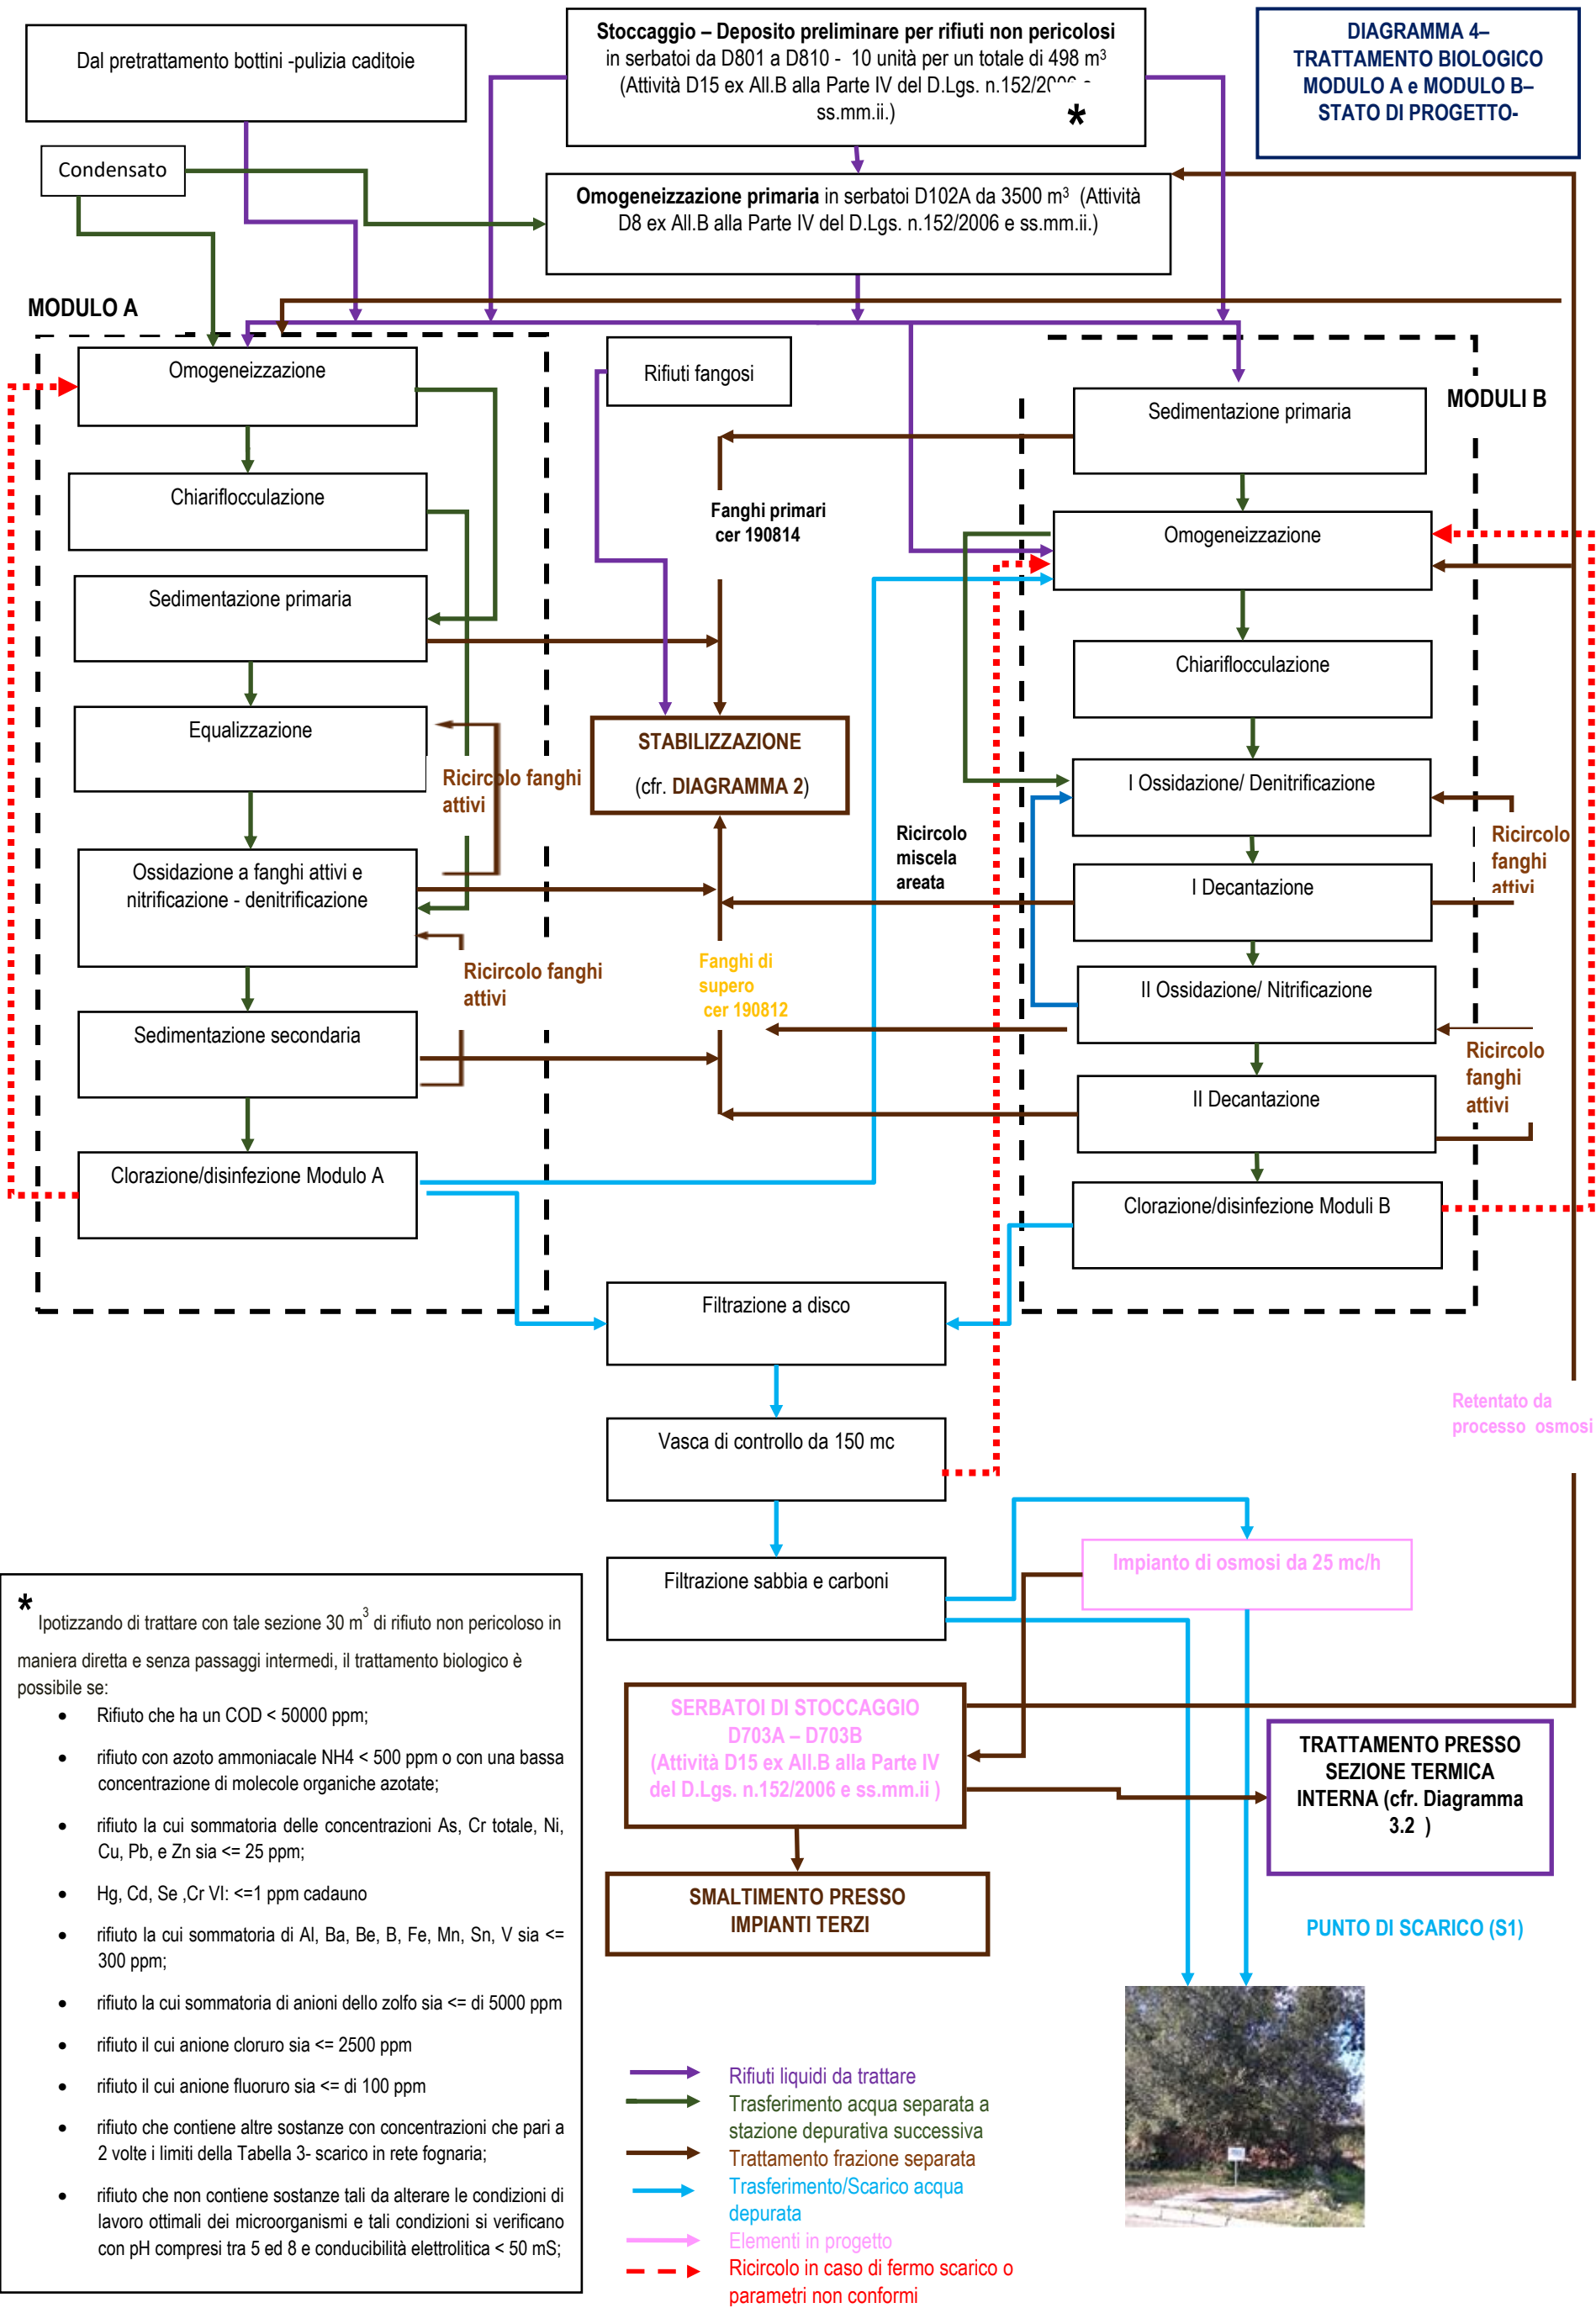 Dal pretrattamento bottini -pulizia caditoie
Stoccaggio – Deposito preliminare per rifiuti non pericolosi
in serbatoi da D801 a D810 - 10 unità per un totale di 498 m³
(Attività D15 ex All.B alla Parte IV del D.Lgs. n.152/2006 e
ss.mm.ii.)
*
DIAGRAMMA 4–
TRATTAMENTO BIOLOGICO
MODULO A e MODULO B–
STATO DI PROGETTO-
Condensato
Omogeneizzazione primaria in serbatoi D102A da 3500 m³ (Attività
D8 ex All.B alla Parte IV del D.Lgs. n.152/2006 e ss.mm.ii.)
MODULO A
Omogeneizzazione
Chiariflocculazione
Sedimentazione primaria
Equalizzazione
Ricircolo fanghi
attivi
Ossidazione a fanghi attivi e
nitrificazione - denitrificazione
Ricircolo fanghi
attivi
Sedimentazione secondaria
Clorazione/disinfezione Modulo A
Rifiuti fangosi
Fanghi primari
cer 190814
STABILIZZAZIONE
(cfr. DIAGRAMMA 2)
Fanghi di
supero
cer 190812
Ricircolo
miscela
areata
MODULI B
Sedimentazione primaria
Omogeneizzazione
Chiariflocculazione
I Ossidazione/ Denitrificazione
Ricircolo
fanghi
attivi
I Decantazione
II Ossidazione/ Nitrificazione
Ricircolo
fanghi
attivi
II Decantazione
Clorazione/disinfezione Moduli B
Filtrazione a disco
Vasca di controllo da 150 mc
Retentato da
processo osmosi
Filtrazione sabbia e carboni
Impianto di osmosi da 25 mc/h
SERBATOI DI STOCCAGGIO
D703A – D703B
(Attività D15 ex All.B alla Parte IV
del D.Lgs. n.152/2006 e ss.mm.ii )
TRATTAMENTO PRESSO
SEZIONE TERMICA
INTERNA (cfr. Diagramma
3.2 )
SMALTIMENTO PRESSO
IMPIANTI TERZI
PUNTO DI SCARICO (S1)
* Ipotizzando di trattare con tale sezione 30 m³ di rifiuto non pericoloso in
maniera diretta e senza passaggi intermedi, il trattamento biologico è
possibile se:
• Rifiuto che ha un COD < 50000 ppm;
• rifiuto con azoto ammoniacale NH4 < 500 ppm o con una bassa
concentrazione di molecole organiche azotate;
• rifiuto la cui sommatoria delle concentrazioni As, Cr totale, Ni,
Cu, Pb, e Zn sia <= 25 ppm;
• Hg, Cd, Se ,Cr VI: <=1 ppm cadauno
• rifiuto la cui sommatoria di Al, Ba, Be, B, Fe, Mn, Sn, V sia <=
300 ppm;
• rifiuto la cui sommatoria di anioni dello zolfo sia <= di 5000 ppm
• rifiuto il cui anione cloruro sia <= 2500 ppm
• rifiuto il cui anione fluoruro sia <= di 100 ppm
• rifiuto che contiene altre sostanze con concentrazioni che pari a
2 volte i limiti della Tabella 3- scarico in rete fognaria;
• rifiuto che non contiene sostanze tali da alterare le condizioni di
lavoro ottimali dei microorganismi e tali condizioni si verificano
con pH compresi tra 5 ed 8 e conducibilità elettrolitica < 50 mS;
Rifiuti liquidi da trattare
Trasferimento acqua separata a
stazione depurativa successiva
Trattamento frazione separata
Trasferimento/Scarico acqua
depurata
Elementi in progetto
Ricircolo in caso di fermo scarico o
parametri non conformi